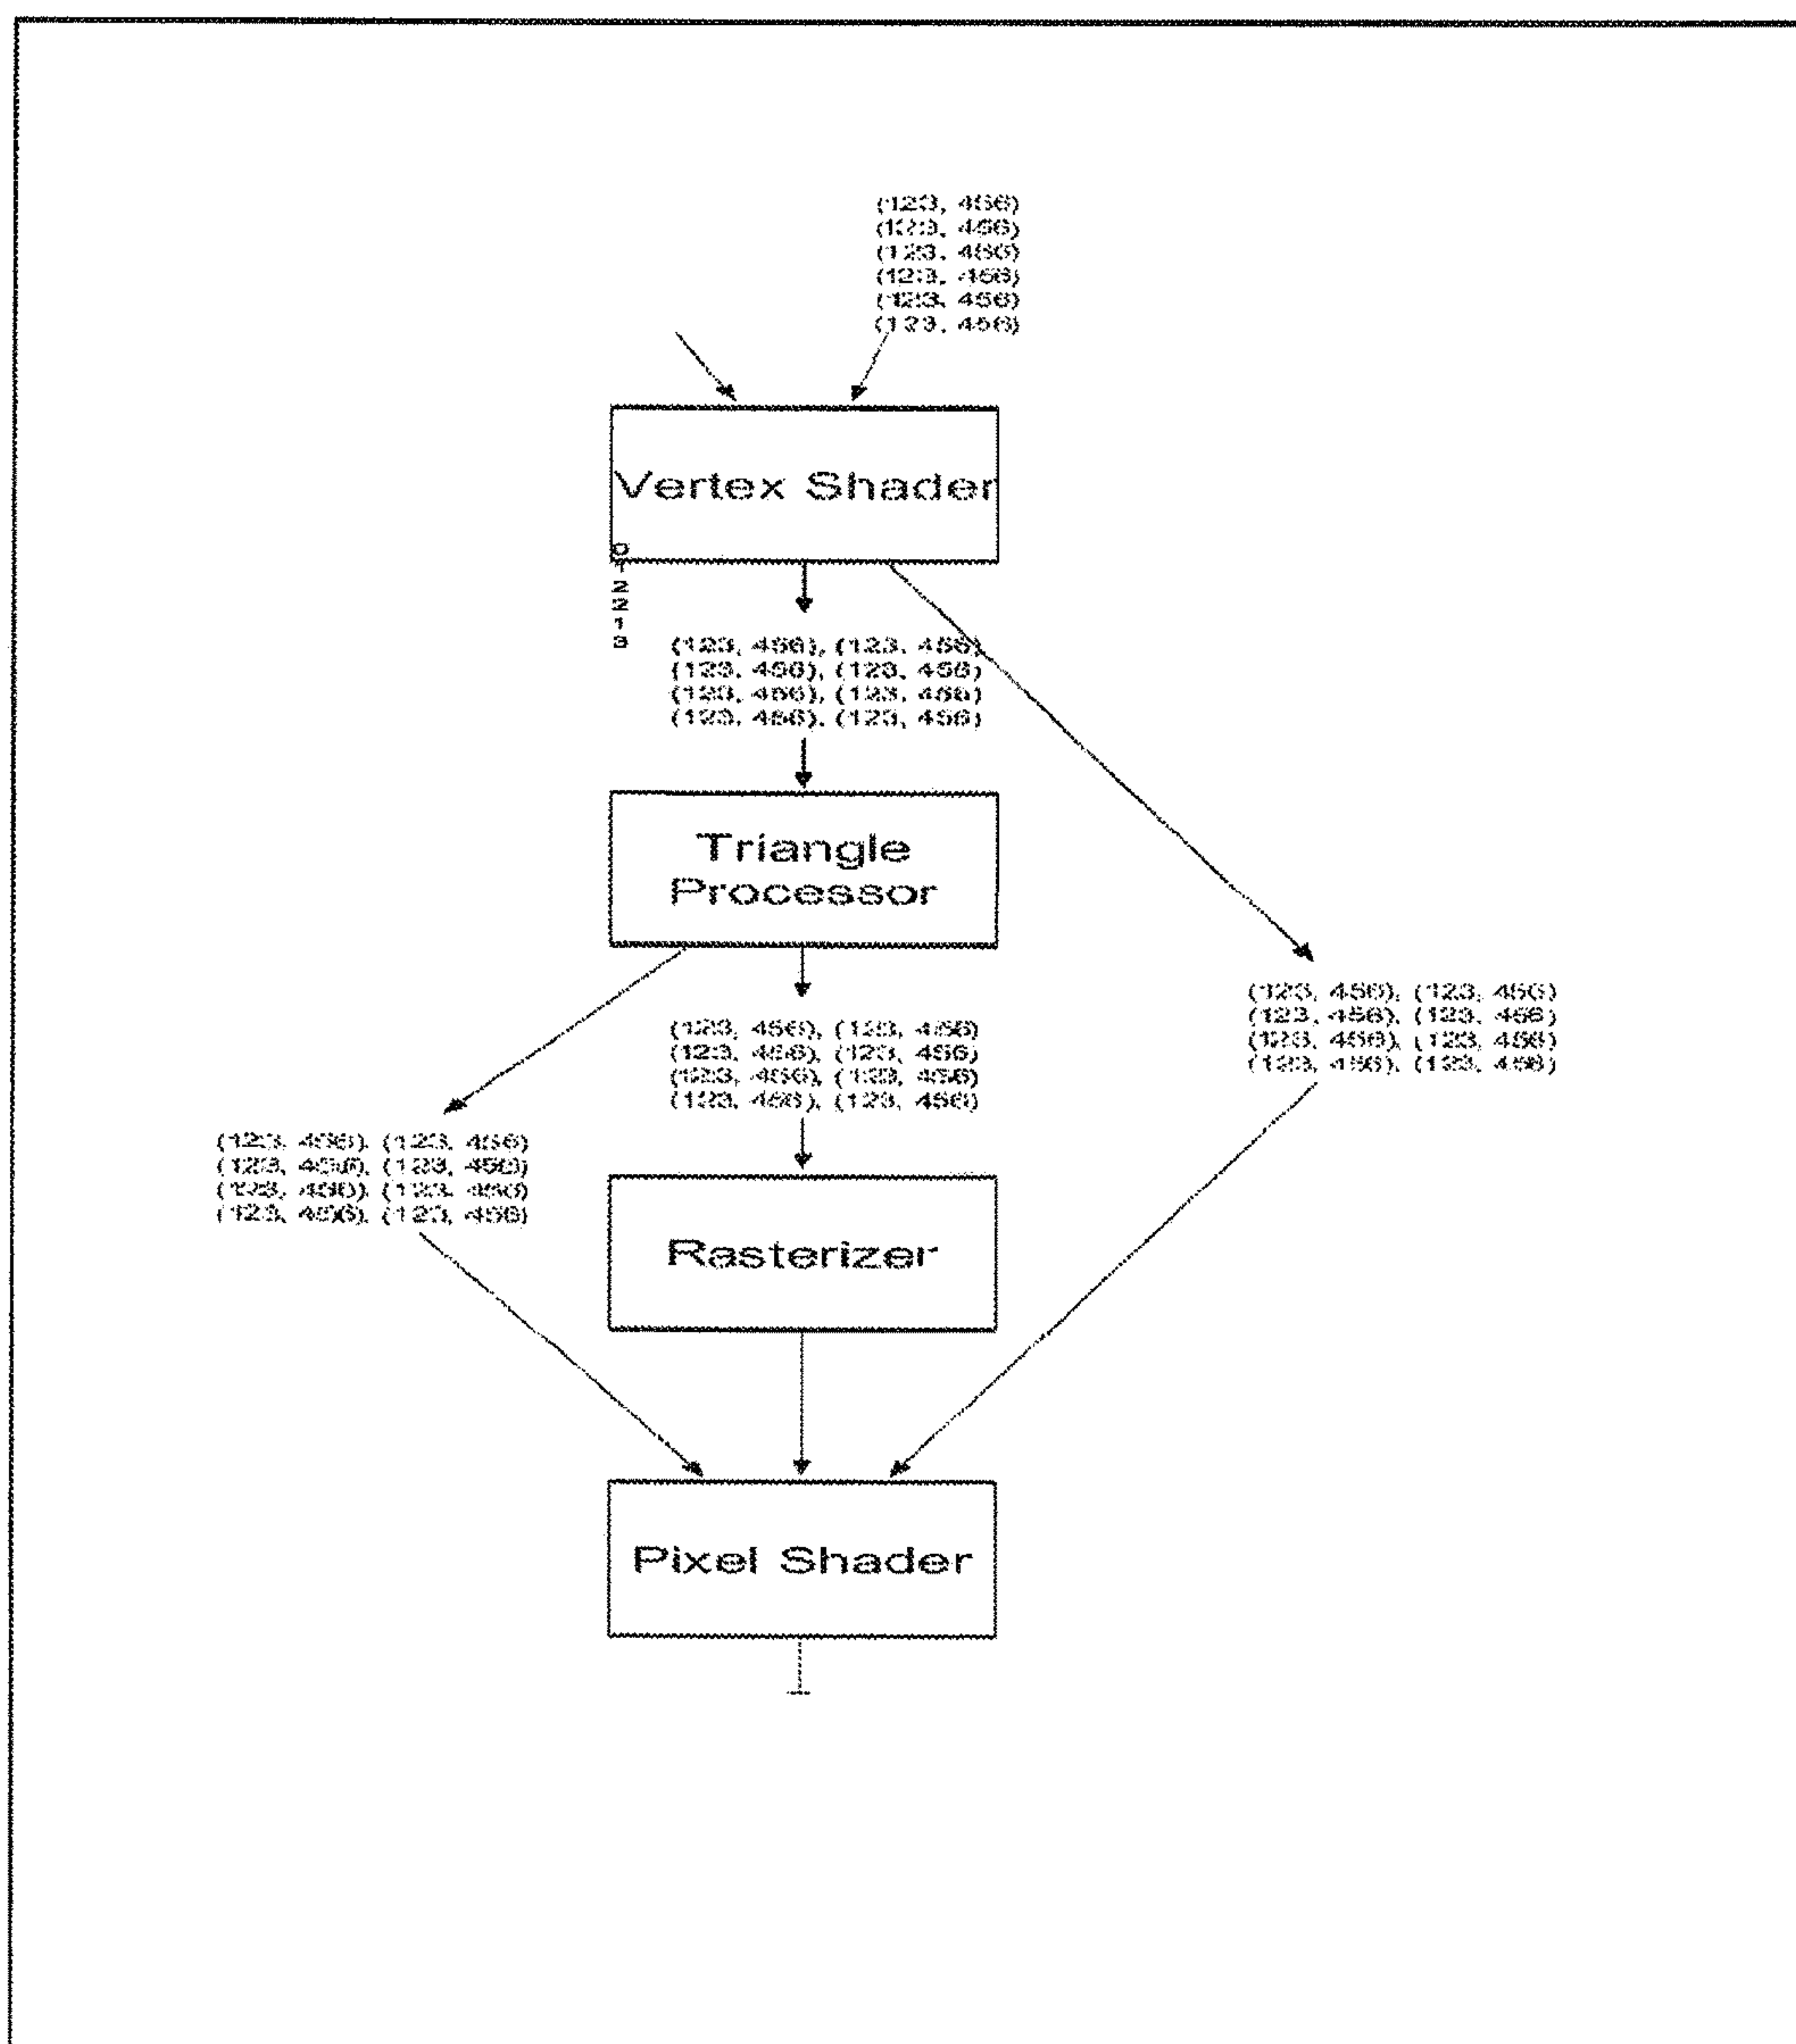 (123, 456)
(123, 456)
(123, 456)
(123, 456)
(123, 456)
(123, 456)
Vertex Shader
0
1
2
2
1
3
(123, 456), (123, 456)
(123, 456), (123, 456)
(123, 456), (123, 456)
(123, 456), (123, 456)
Triangle
Processor
(123, 456), (123, 456)
(123, 456), (123, 456)
(123, 456), (123, 456)
(123, 456), (123, 456)
(123, 456), (123, 456)
(123, 456), (123, 456)
(123, 456), (123, 456)
(123, 456), (123, 456)
(123, 456), (123, 456)
(123, 456), (123, 456)
(123, 456), (123, 456)
(123, 456), (123, 456)
Rasterizer
Pixel Shader